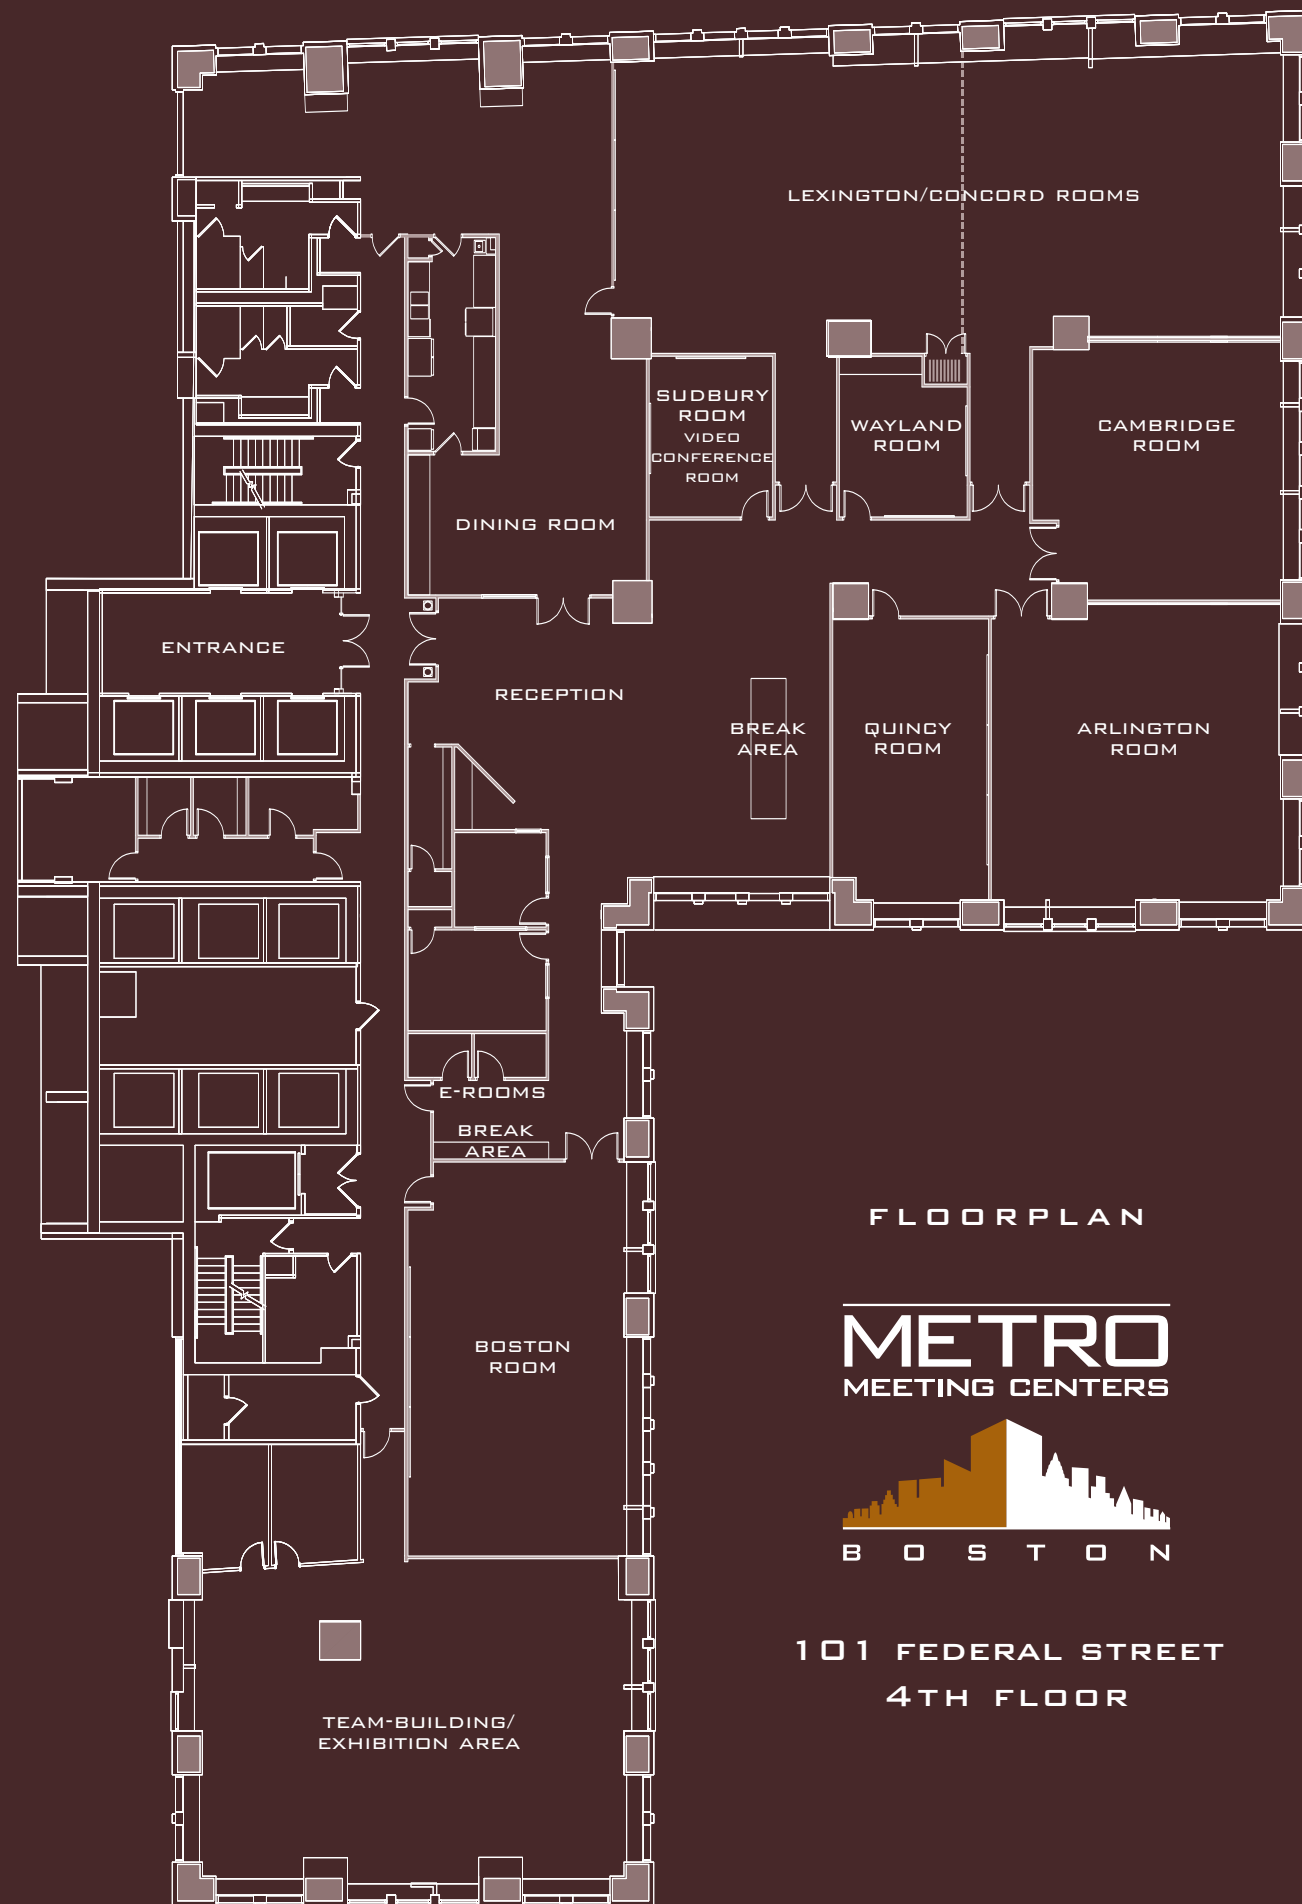 LEXINGTON/CONCORD ROOMS
SUDBURY
ROOM
VIDEO
CONFERENCE
ROOM
WAYLAND
ROOM
CAMBRIDGE
ROOM
DINING ROOM
ENTRANCE
RECEPTION
BREAK
AREA
QUINCY
ROOM
ARLINGTON
ROOM
E-ROOMS
BREAK
AREA
BOSTON
ROOM
TEAM-BUILDING/
EXHIBITION AREA
FLOORPLAN
METRO
MEETING CENTERS
BOSTON
101 FEDERAL STREET
4TH FLOOR